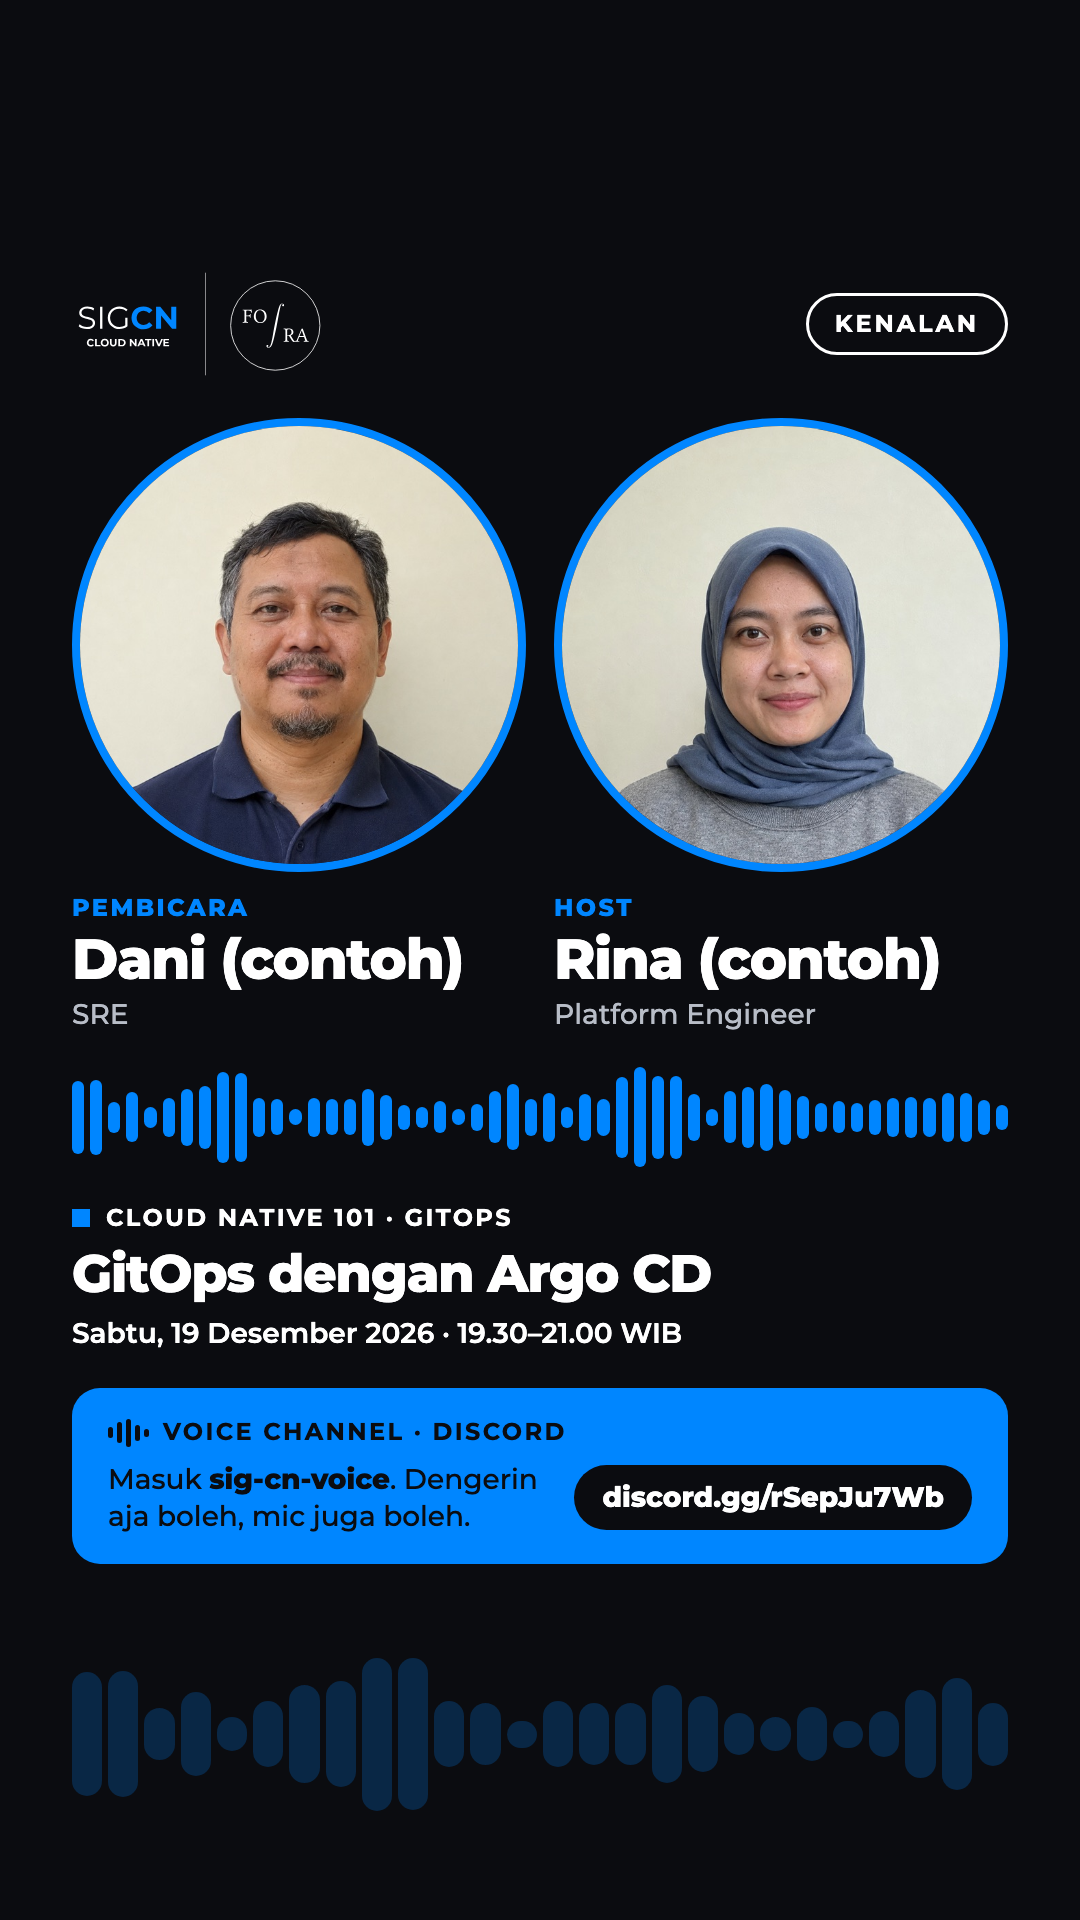 SIGCN
CLOUD NATIVE
FO RA
KENALAN
PEMBICARA
Dani (contoh)
SRE
HOST
Rina (contoh)
Platform Engineer
CLOUD NATIVE 101 · GITOPS
GitOps dengan Argo CD
Sabtu, 19 Desember 2026 · 19.30–21.00 WIB
VOICE CHANNEL · DISCORD
Masuk sig-cn-voice. Dengerin
aja boleh, mic juga boleh.
discord.gg/rSepJu7Wb